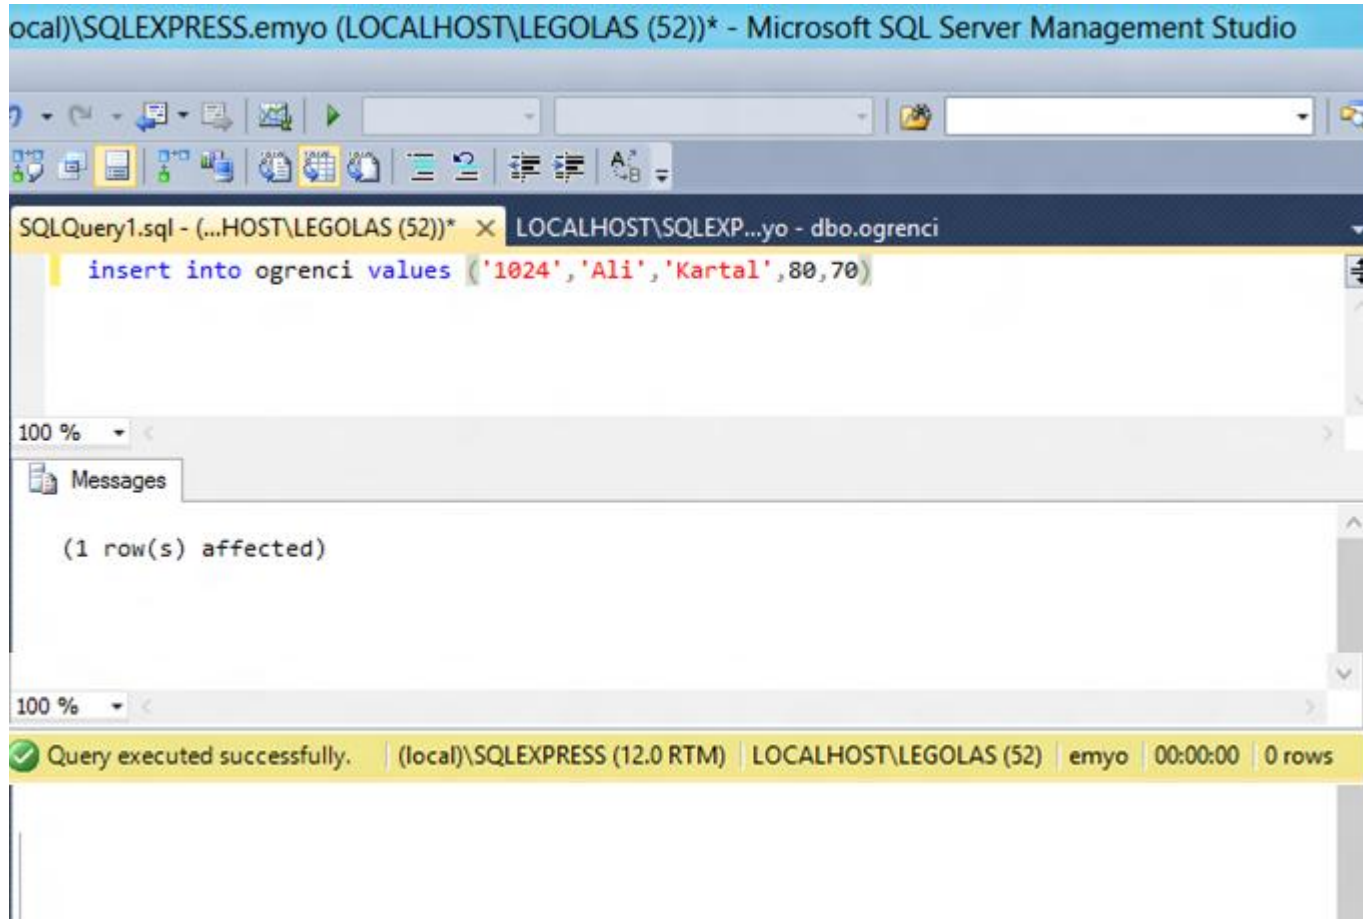 ocal)\SQLEXPRESS.emyo (LOCALHOST\LEGOLAS (52))* - Microsoft SQL Server Management Studio
SQLQuery1.sql - (...HOST\LEGOLAS (52))* LOCALHOST\SQLEXP...yo - dbo.ogrenci
insert into ogrenci values ('1024','Ali','Kartal',80,70)
100 %
Messages
(1 row(s) affected)
100 %
Query executed successfully. (local)\SQLEXPRESS (12.0 RTM) LOCALHOST\LEGOLAS (52) emyo 00:00:00 0 rows